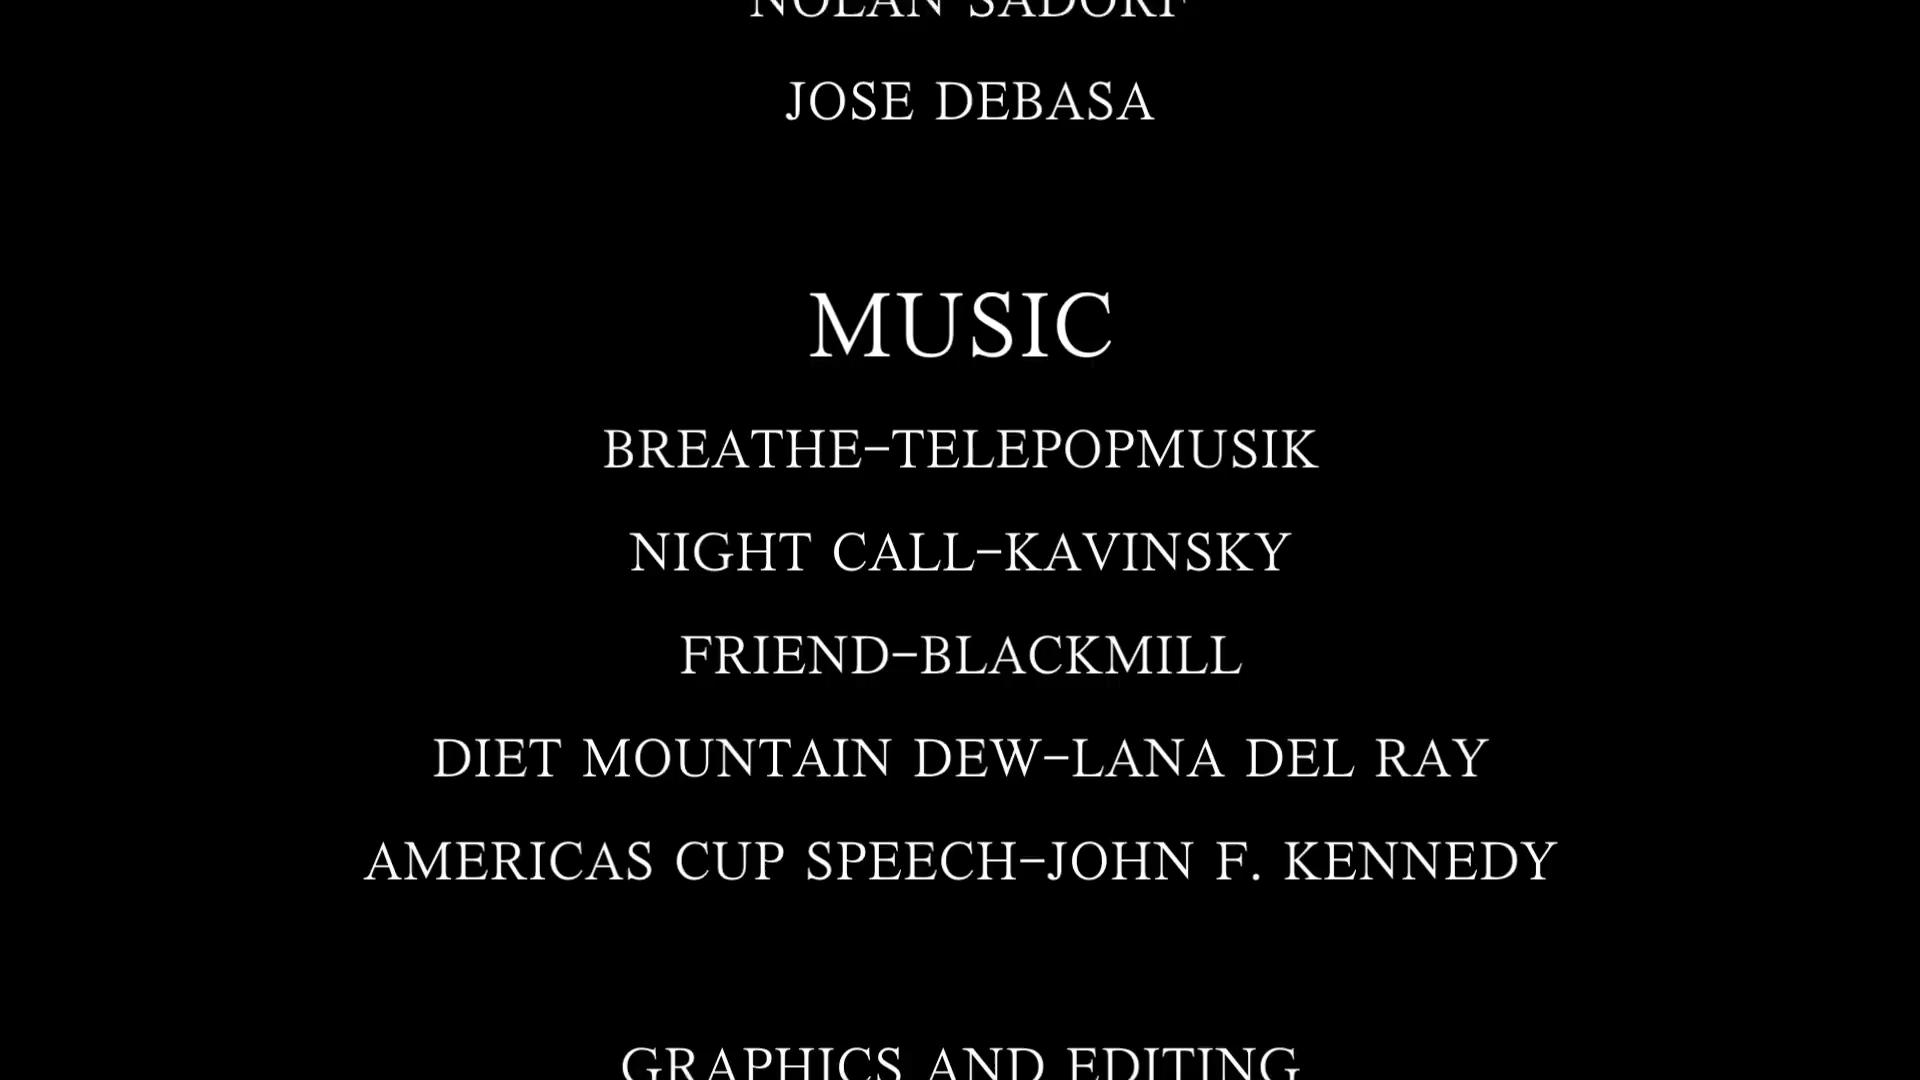 NOLAN SADORF
JOSE DEBASA
MUSIC
BREATHE-TELEPOPMUSIK
NIGHT CALL-KAVINSKY
FRIEND-BLACKMILL
DIET MOUNTAIN DEW-LANA DEL RAY
AMERICAS CUP SPEECH-JOHN F. KENNEDY
GRAPHICS AND EDITING